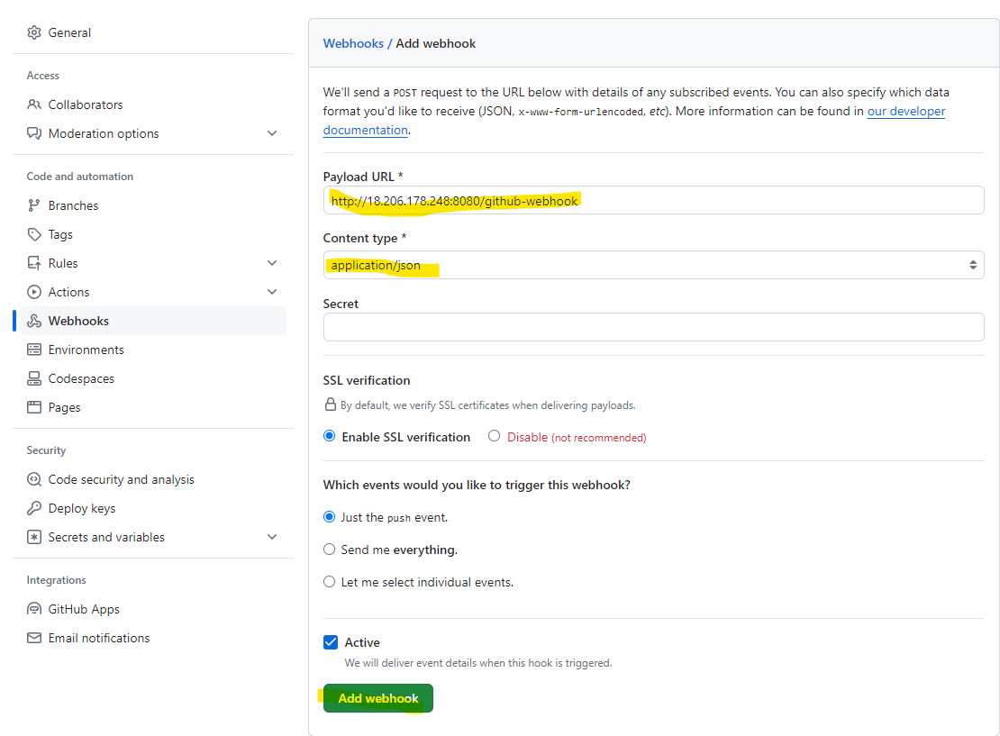 General
Access
Collaborators
Moderation options
Code and automation
Branches
Tags
Rules
Actions
Webhooks
Environments
Codespaces
Pages
Security
Code security and analysis
Deploy keys
Secrets and variables
Integrations
GitHub Apps
Email notifications
Webhooks / Add webhook
We'll send a POST request to the URL below with details of any subscribed events. You can also specify which data
format you'd like to receive (JSON, x-www-form-urlencoded, etc). More information can be found in our developer
documentation.
Payload URL *
http://18.206.178.248:8080/github-webhook
Content type *
application/json
Secret
SSL verification
By default, we verify SSL certificates when delivering payloads.
Enable SSL verification Disable (not recommended)
Which events would you like to trigger this webhook?
Just the push event.
Send me everything.
Let me select individual events.
Active
We will deliver event details when this hook is triggered.
Add webhook